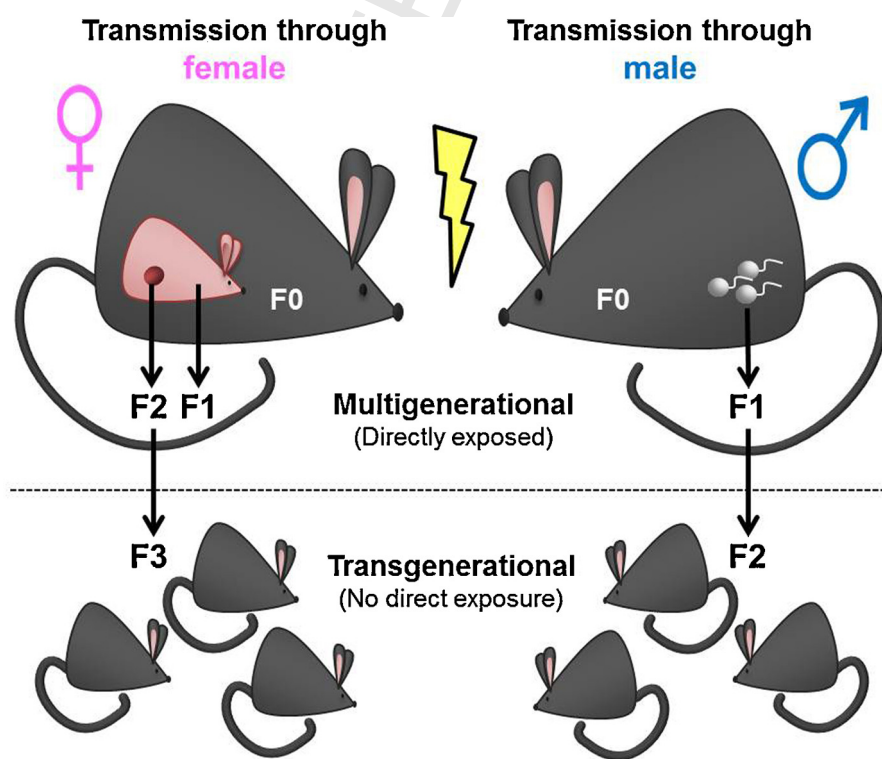 Transmission through
female
Transmission through
male
F0
F0
F2 F1
Multigenerational
(Directly exposed)
F1
F3
Transgenerational
(No direct exposure)
F2